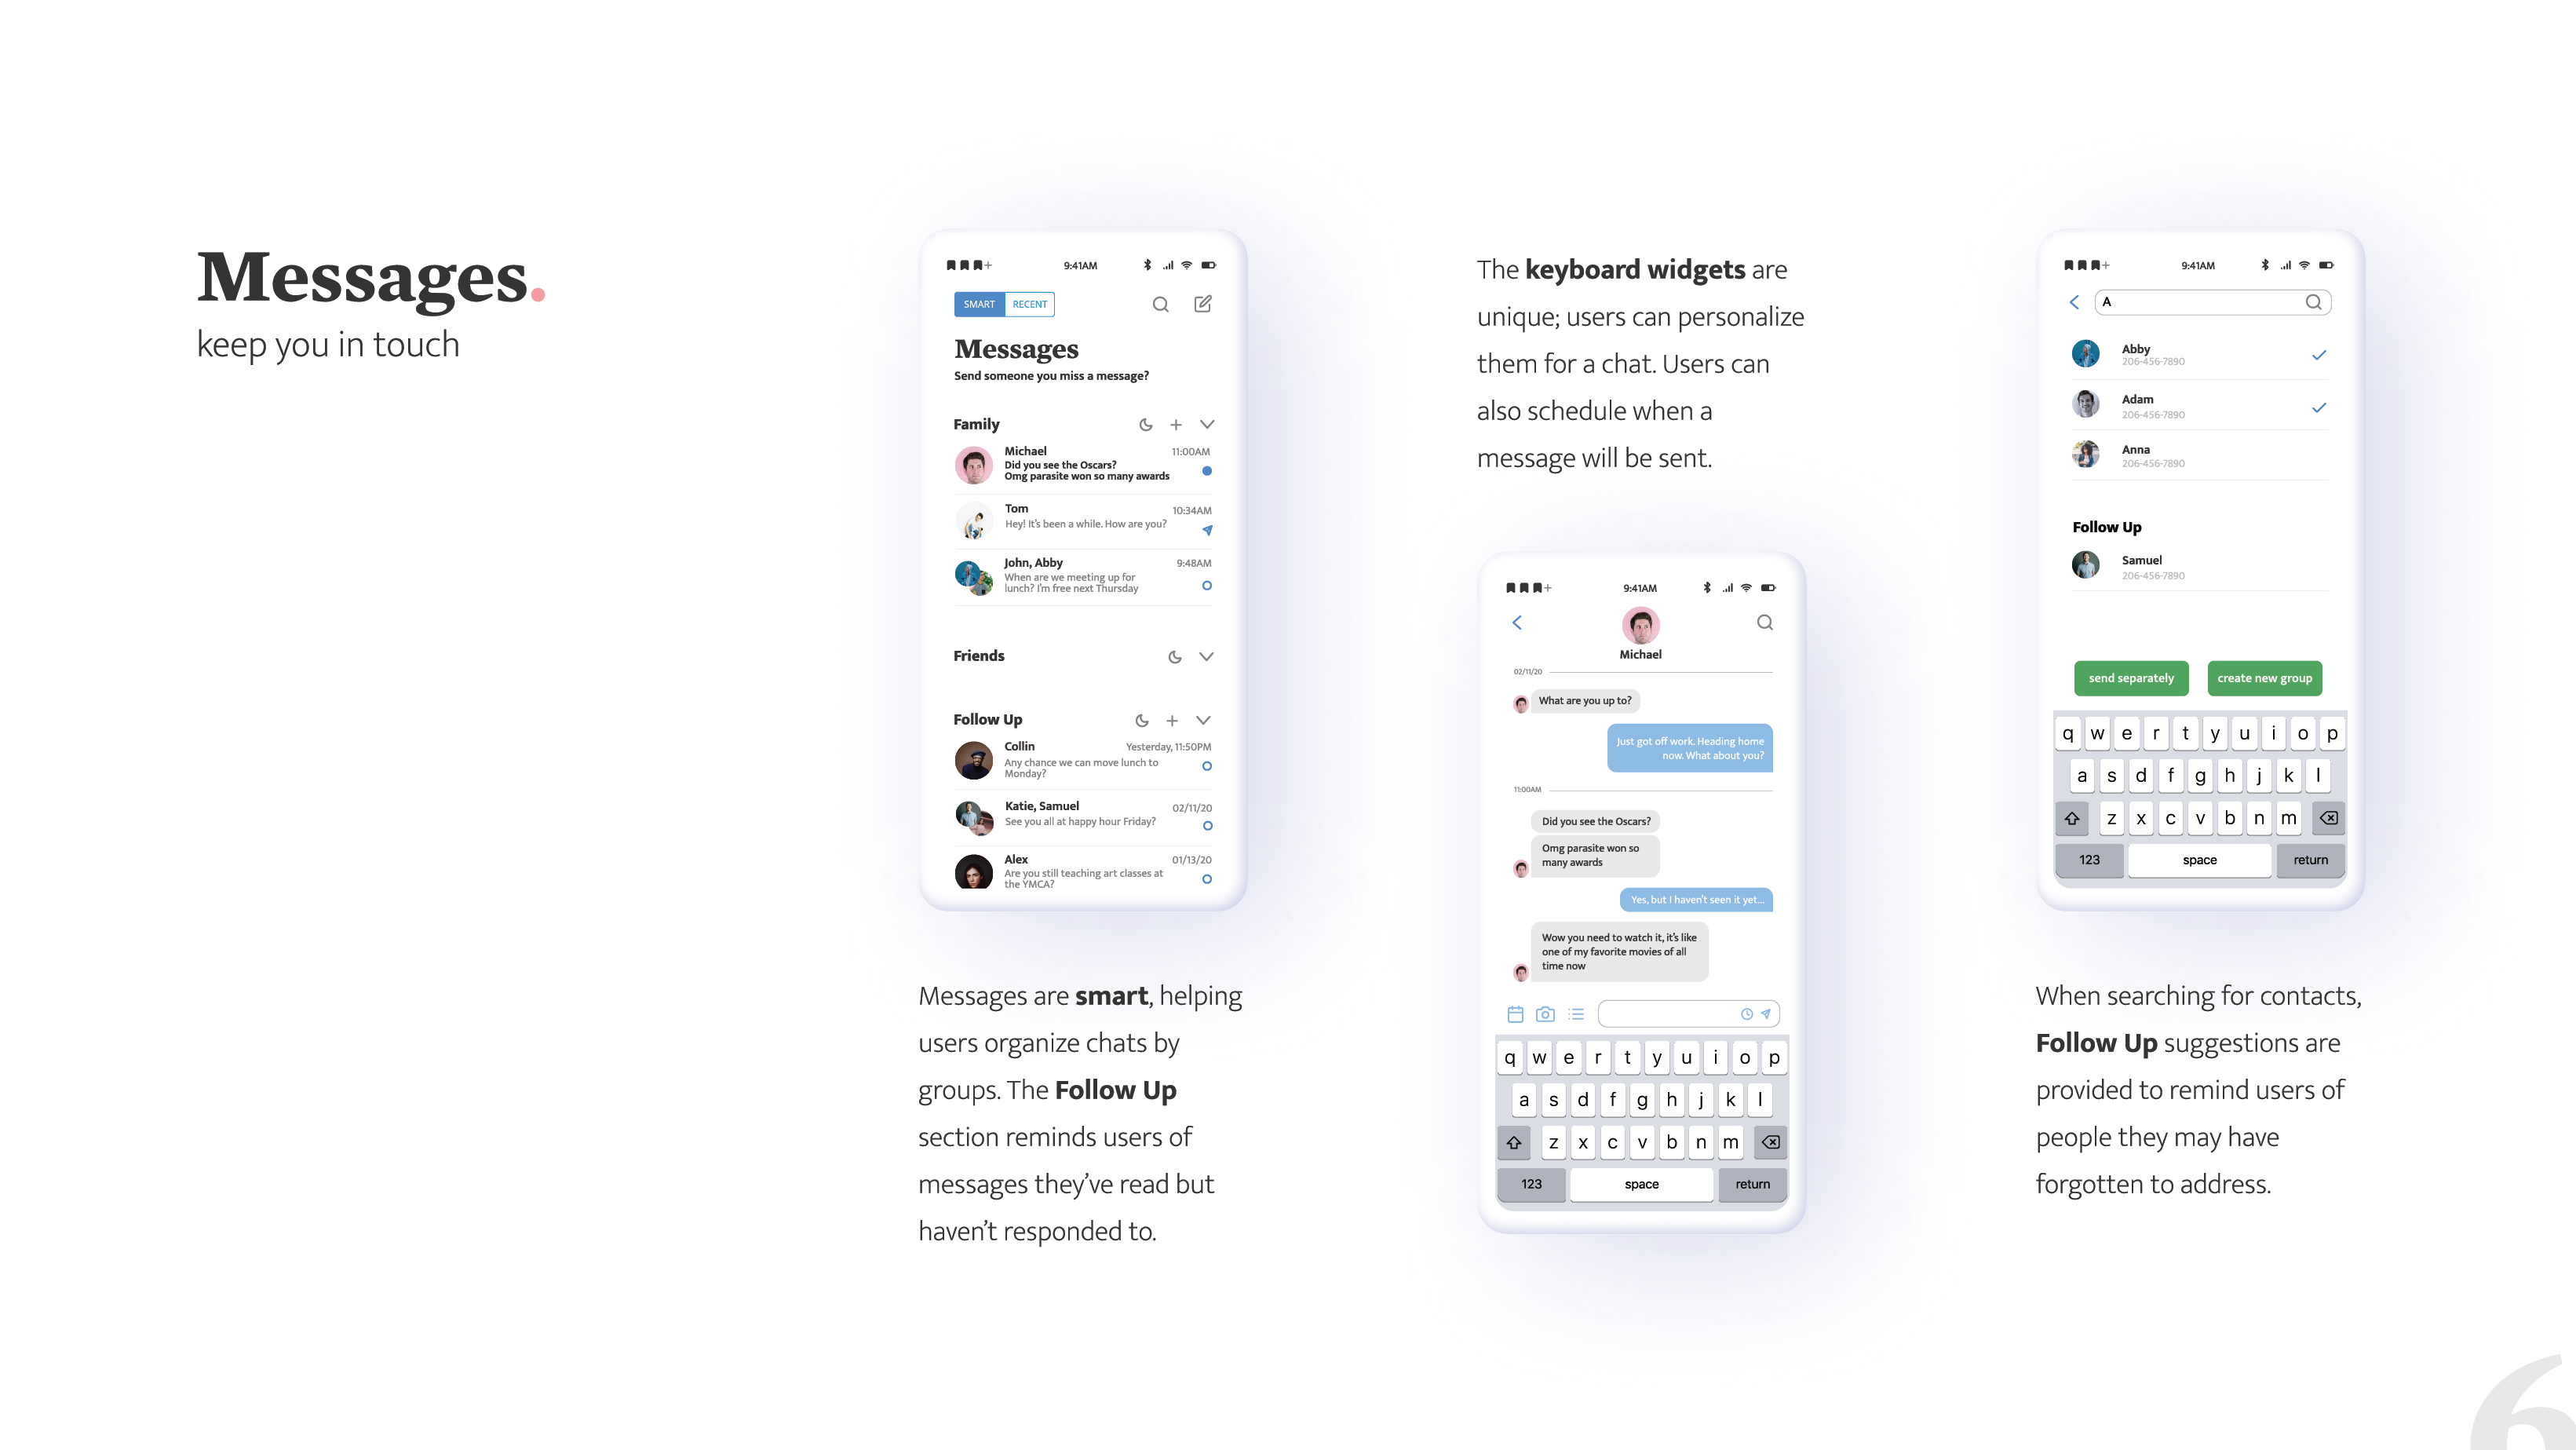 Messages.
keep you in touch
9:41AM
SMART RECENT
Messages
Send someone you miss a message?
Family
Michael 11:00AM
Did you see the Oscars?
Omg parasite won so many awards
Tom 10:34AM
Hey! It's been a while. How are you?
John, Abby 9:48AM
When are we meeting up for
lunch? I'm free next Thursday
Friends
Follow Up
Collin Yesterday, 11:50PM
Any chance we can move lunch to
Monday?
Katie, Samuel 02/11/20
See you all at happy hour Friday?
Alex 01/13/20
Are you still teaching art classes at
the YMCA?
Messages are smart, helping
users organize chats by
groups. The Follow Up
section reminds users of
messages they've read but
haven't responded to.
The keyboard widgets are
unique; users can personalize
them for a chat. Users can
also schedule when a
message will be sent.
9:41AM
Michael
02/11/20
What are you up to?
Just got off work. Heading home
now. What about you?
11:00AM
Did you see the Oscars?
Omg parasite won so
many awards
Yes, but I haven't seen it yet...
Wow you need to watch it, it's like
one of my favorite movies of all
time now
q w e r t y u i o p
a s d f g h j k l
z x c v b n m
123 space return
9:41AM
A
Abby
206-456-7890
Adam
206-456-7890
Anna
206-456-7890
Follow Up
Samuel
206-456-7890
send separately create new group
q w e r t y u i o p
a s d f g h j k l
z x c v b n m
123 space return
When searching for contacts,
Follow Up suggestions are
provided to remind users of
people they may have
forgotten to address.
6